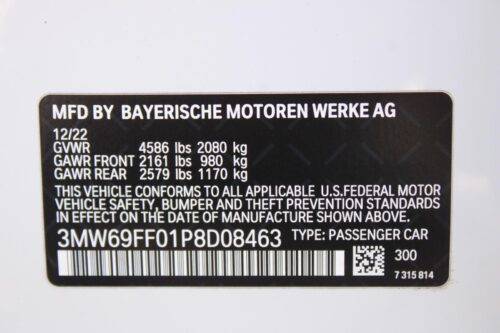 MFD BY BAYERISCHE MOTOREN WERKE AG
12/22
GVWR 4586 lbs 2080 kg
GAWR FRONT 2161 lbs 980 kg
GAWR REAR 2579 lbs 1170 kg
THIS VEHICLE CONFORMS TO ALL APPLICABLE U.S.FEDERAL MOTOR
VEHICLE SAFETY, BUMPER AND THEFT PREVENTION
STANDARDS IN EFFECT ON THE DATE OF MANUFACTURE SHOWN ABOVE.
3MW69FF01P8D08463 TYPE: PASSENGER CAR
300
7 315 814